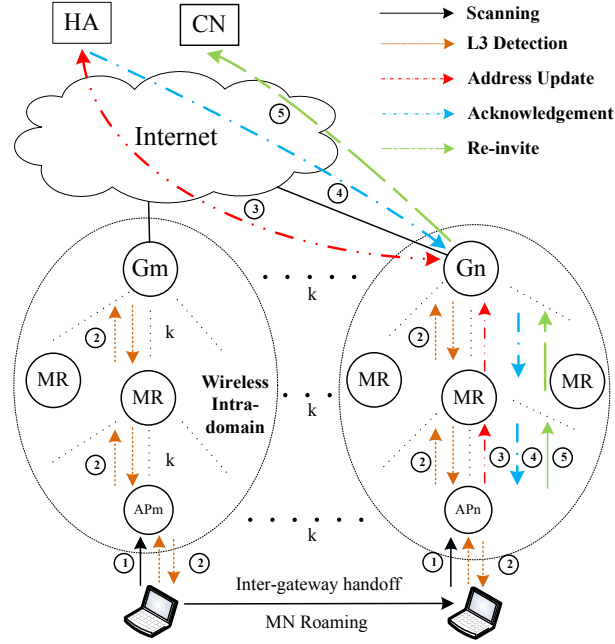 HA
CN
Scanning
L3 Detection
Address Update
Acknowledgement
Re-invite
5
Internet
3
4
Gm
Gn
k
2
k
2
MR
MR
Wireless
Intra-
domain
k
MR
MR
MR
2
k
2
3
4
5
APm
APn
k
1
2
1
2
Inter-gateway handoff
MN Roaming